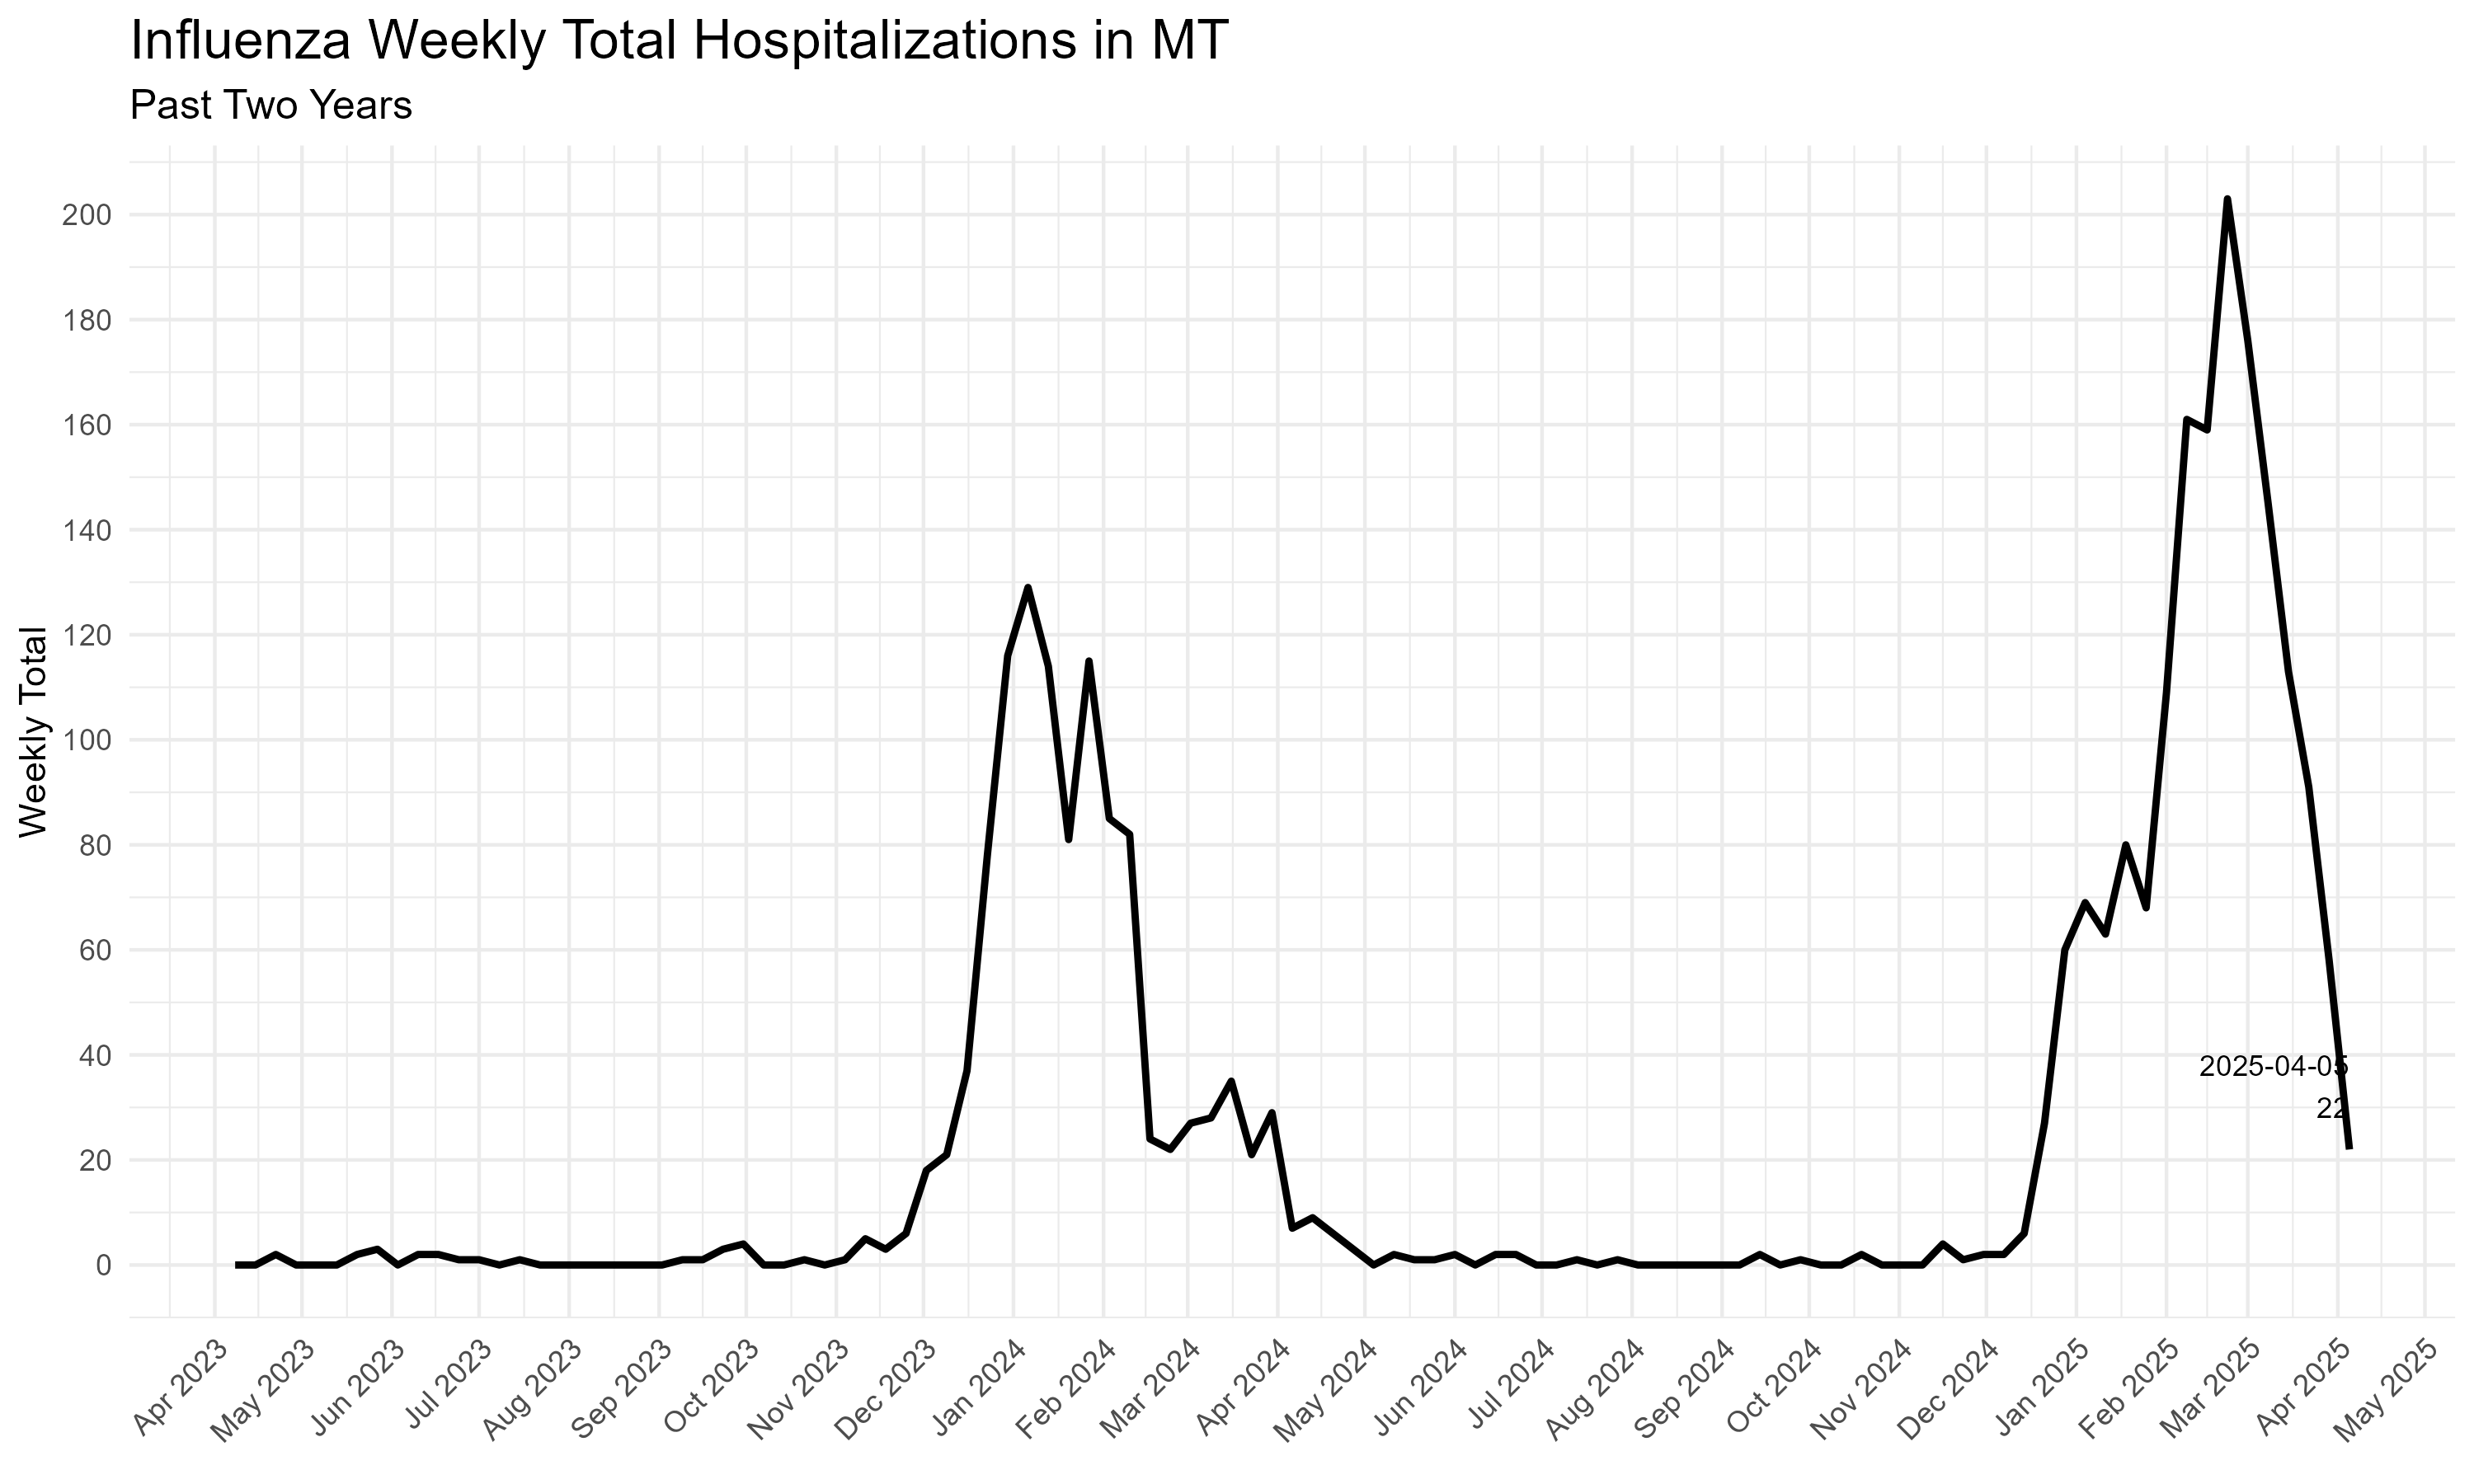 Influenza Weekly Total Hospitalizations in MT
Past Two Years
Weekly Total
200
180
160
140
120
100
80
60
40
20
0
2025-04-05
22
Apr 2023
May 2023
Jun 2023
Jul 2023
Aug 2023
Sep 2023
Oct 2023
Nov 2023
Dec 2023
Jan 2024
Feb 2024
Mar 2024
Apr 2024
May 2024
Jun 2024
Jul 2024
Aug 2024
Sep 2024
Oct 2024
Nov 2024
Dec 2024
Jan 2025
Feb 2025
Mar 2025
Apr 2025
May 2025